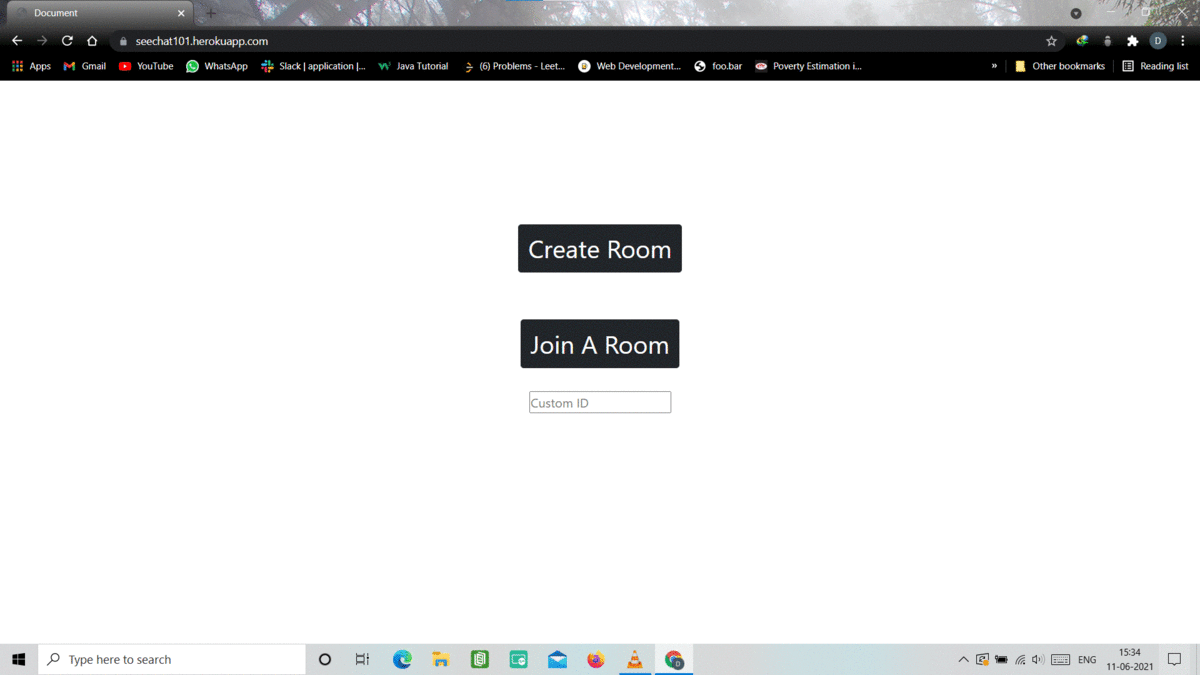 Document
seechat101.herokuapp.com
D
Apps Gmail YouTube WhatsApp Slack | application |... Java Tutorial (6) Problems - Leet... Web Development... foo.bar Poverty Estimation i... » Other bookmarks Reading list
Create Room
Join A Room
Custom ID
Type here to search
ENG
15:34
11-06-2021